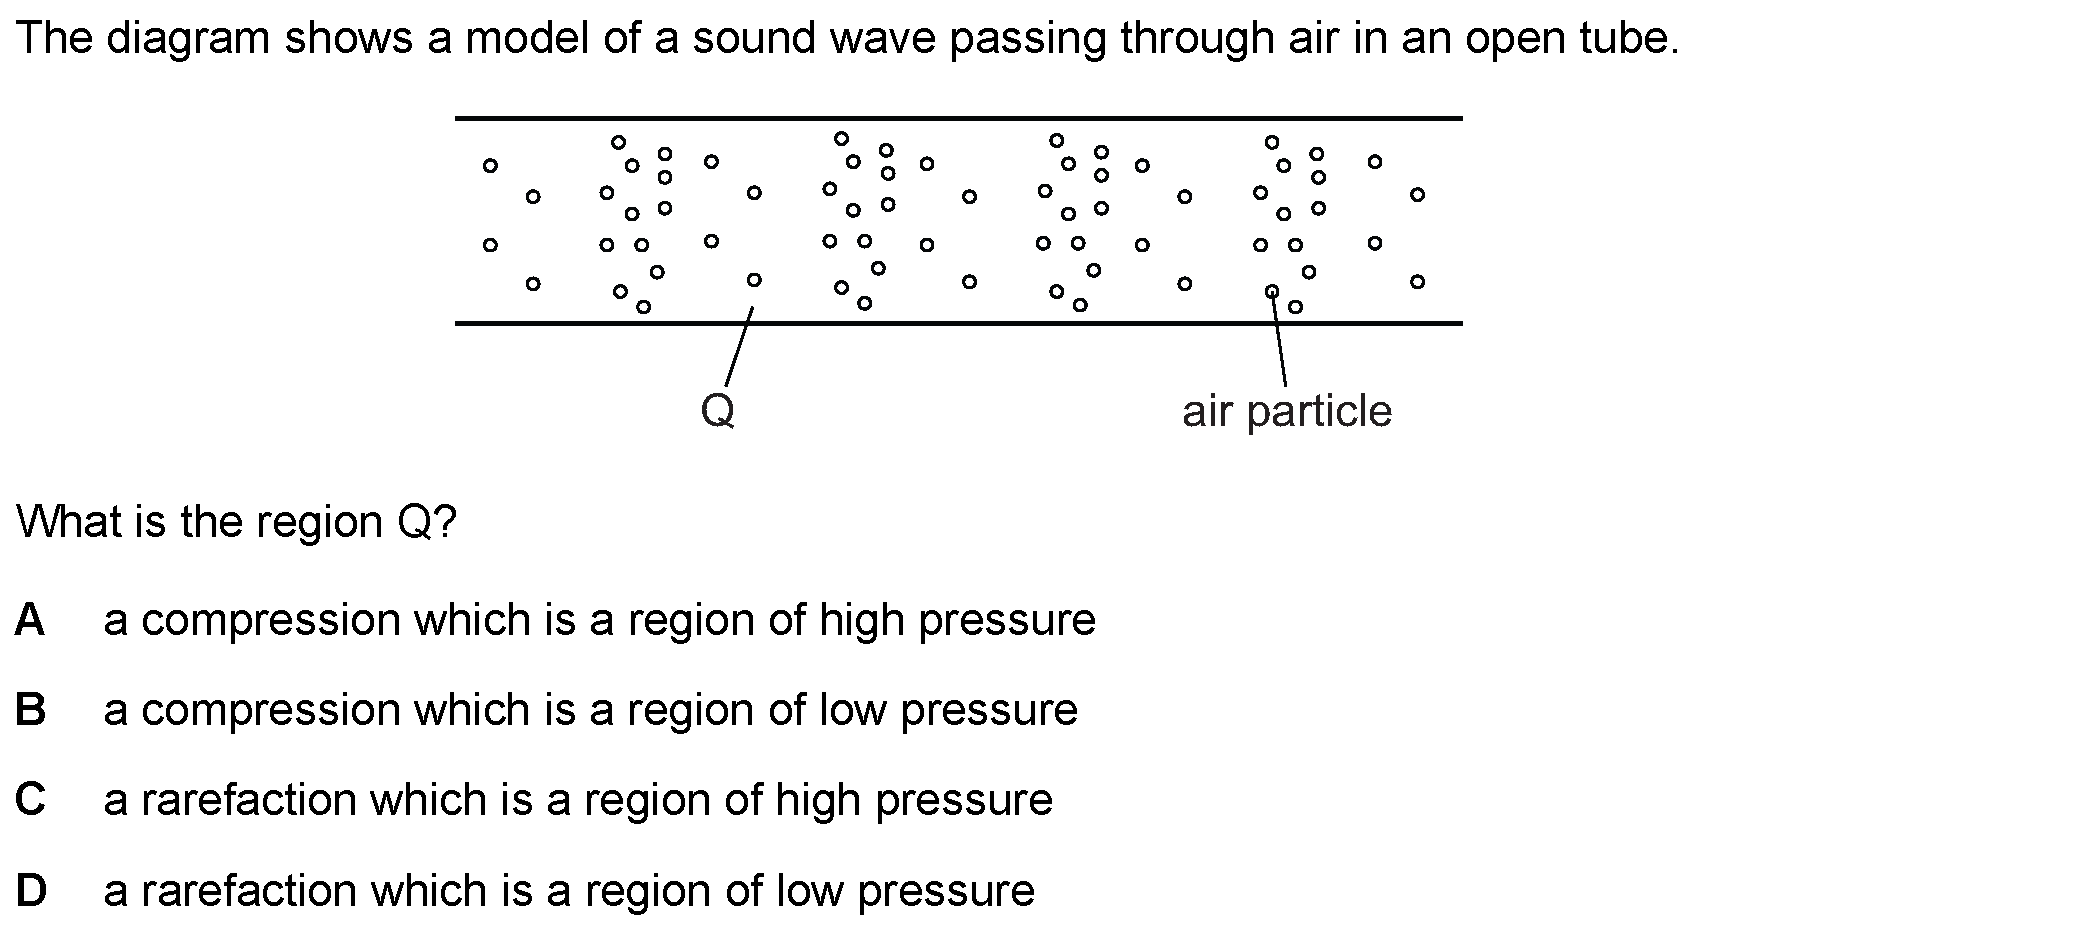 The diagram shows a model of a sound wave passing through air in an open tube.
Q
air particle
What is the region Q?
A a compression which is a region of high pressure
B a compression which is a region of low pressure
C a rarefaction which is a region of high pressure
D a rarefaction which is a region of low pressure